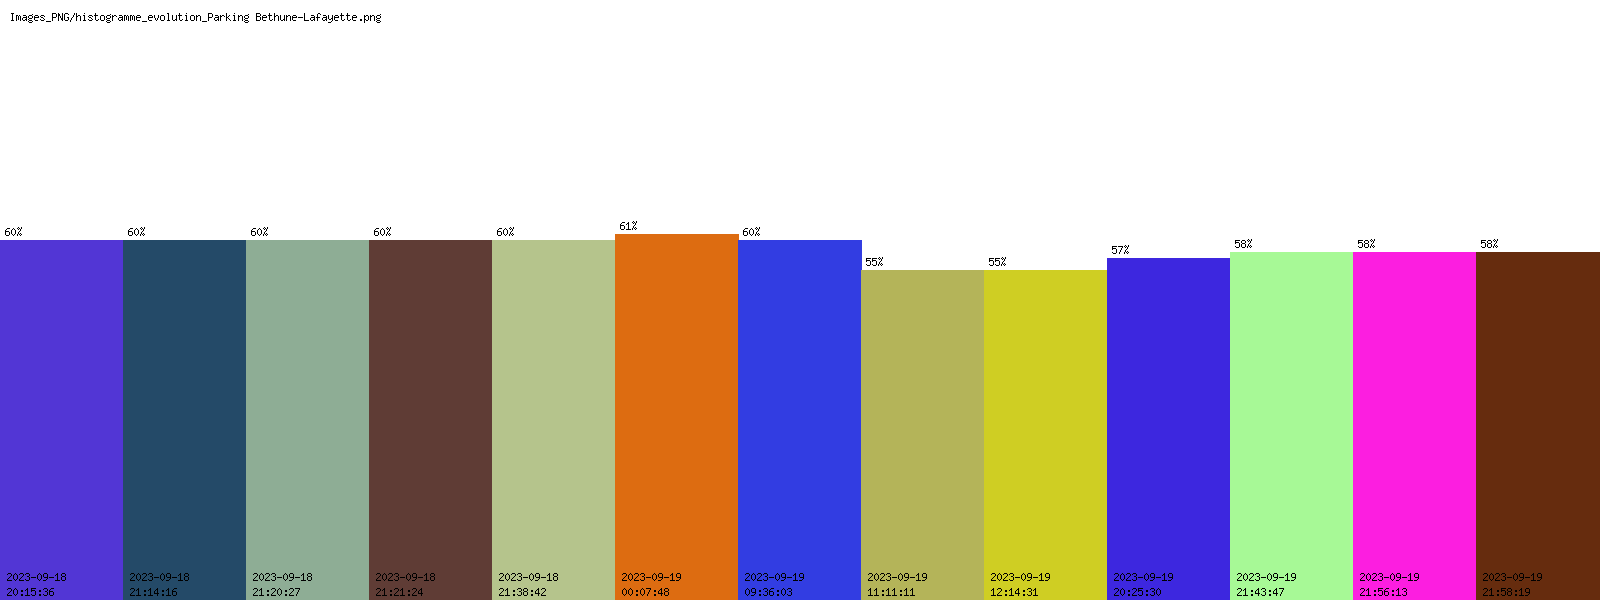 Images_PNG/histogramme_evolution_Parking Bethune-Lafayette.png
61%
60% 60% 60% 60% 60% 60%
57%
58% 58% 58%
55% 55%
2023-09-18 2023-09-18 2023-09-18 2023-09-18 2023-09-18 2023-09-19 2023-09-19 2023-09-19 2023-09-19 2023-09-19 2023-09-19 2023-09-19 2023-09-19
20:15:36 21:14:16 21:20:27 21:21:24 21:38:42 00:07:48 09:36:03 11:11:11 12:14:31 20:25:30 21:43:47 21:56:13 21:58:19